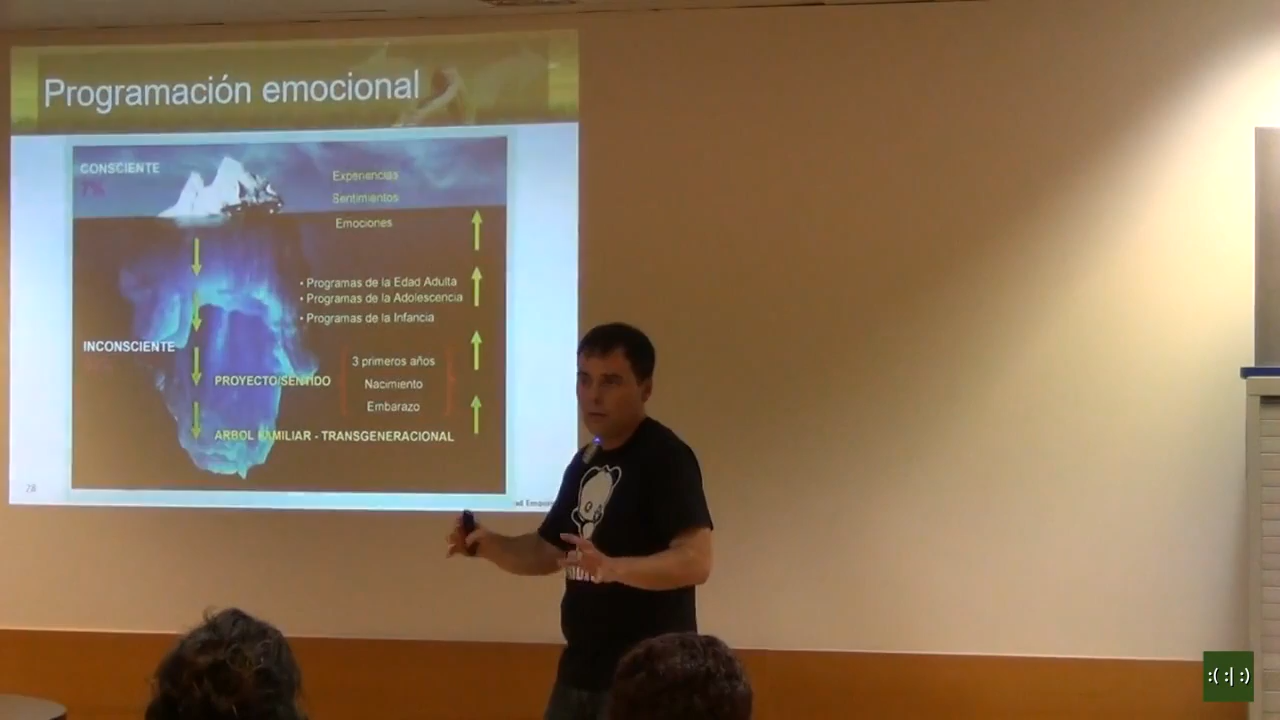 Programación emocional
CONSCIENTE
7%
Experiencias
Sentimientos
Emociones
• Programas de la Edad Adulta
• Programas de la Adolescencia
• Programas de la Infancia
INCONSCIENTE
3 primeros años
PROYECTO/SENTIDO
Nacimiento
Embarazo
ARBOL FAMILIAR - TRANSGENERACIONAL
28
:( :| :)